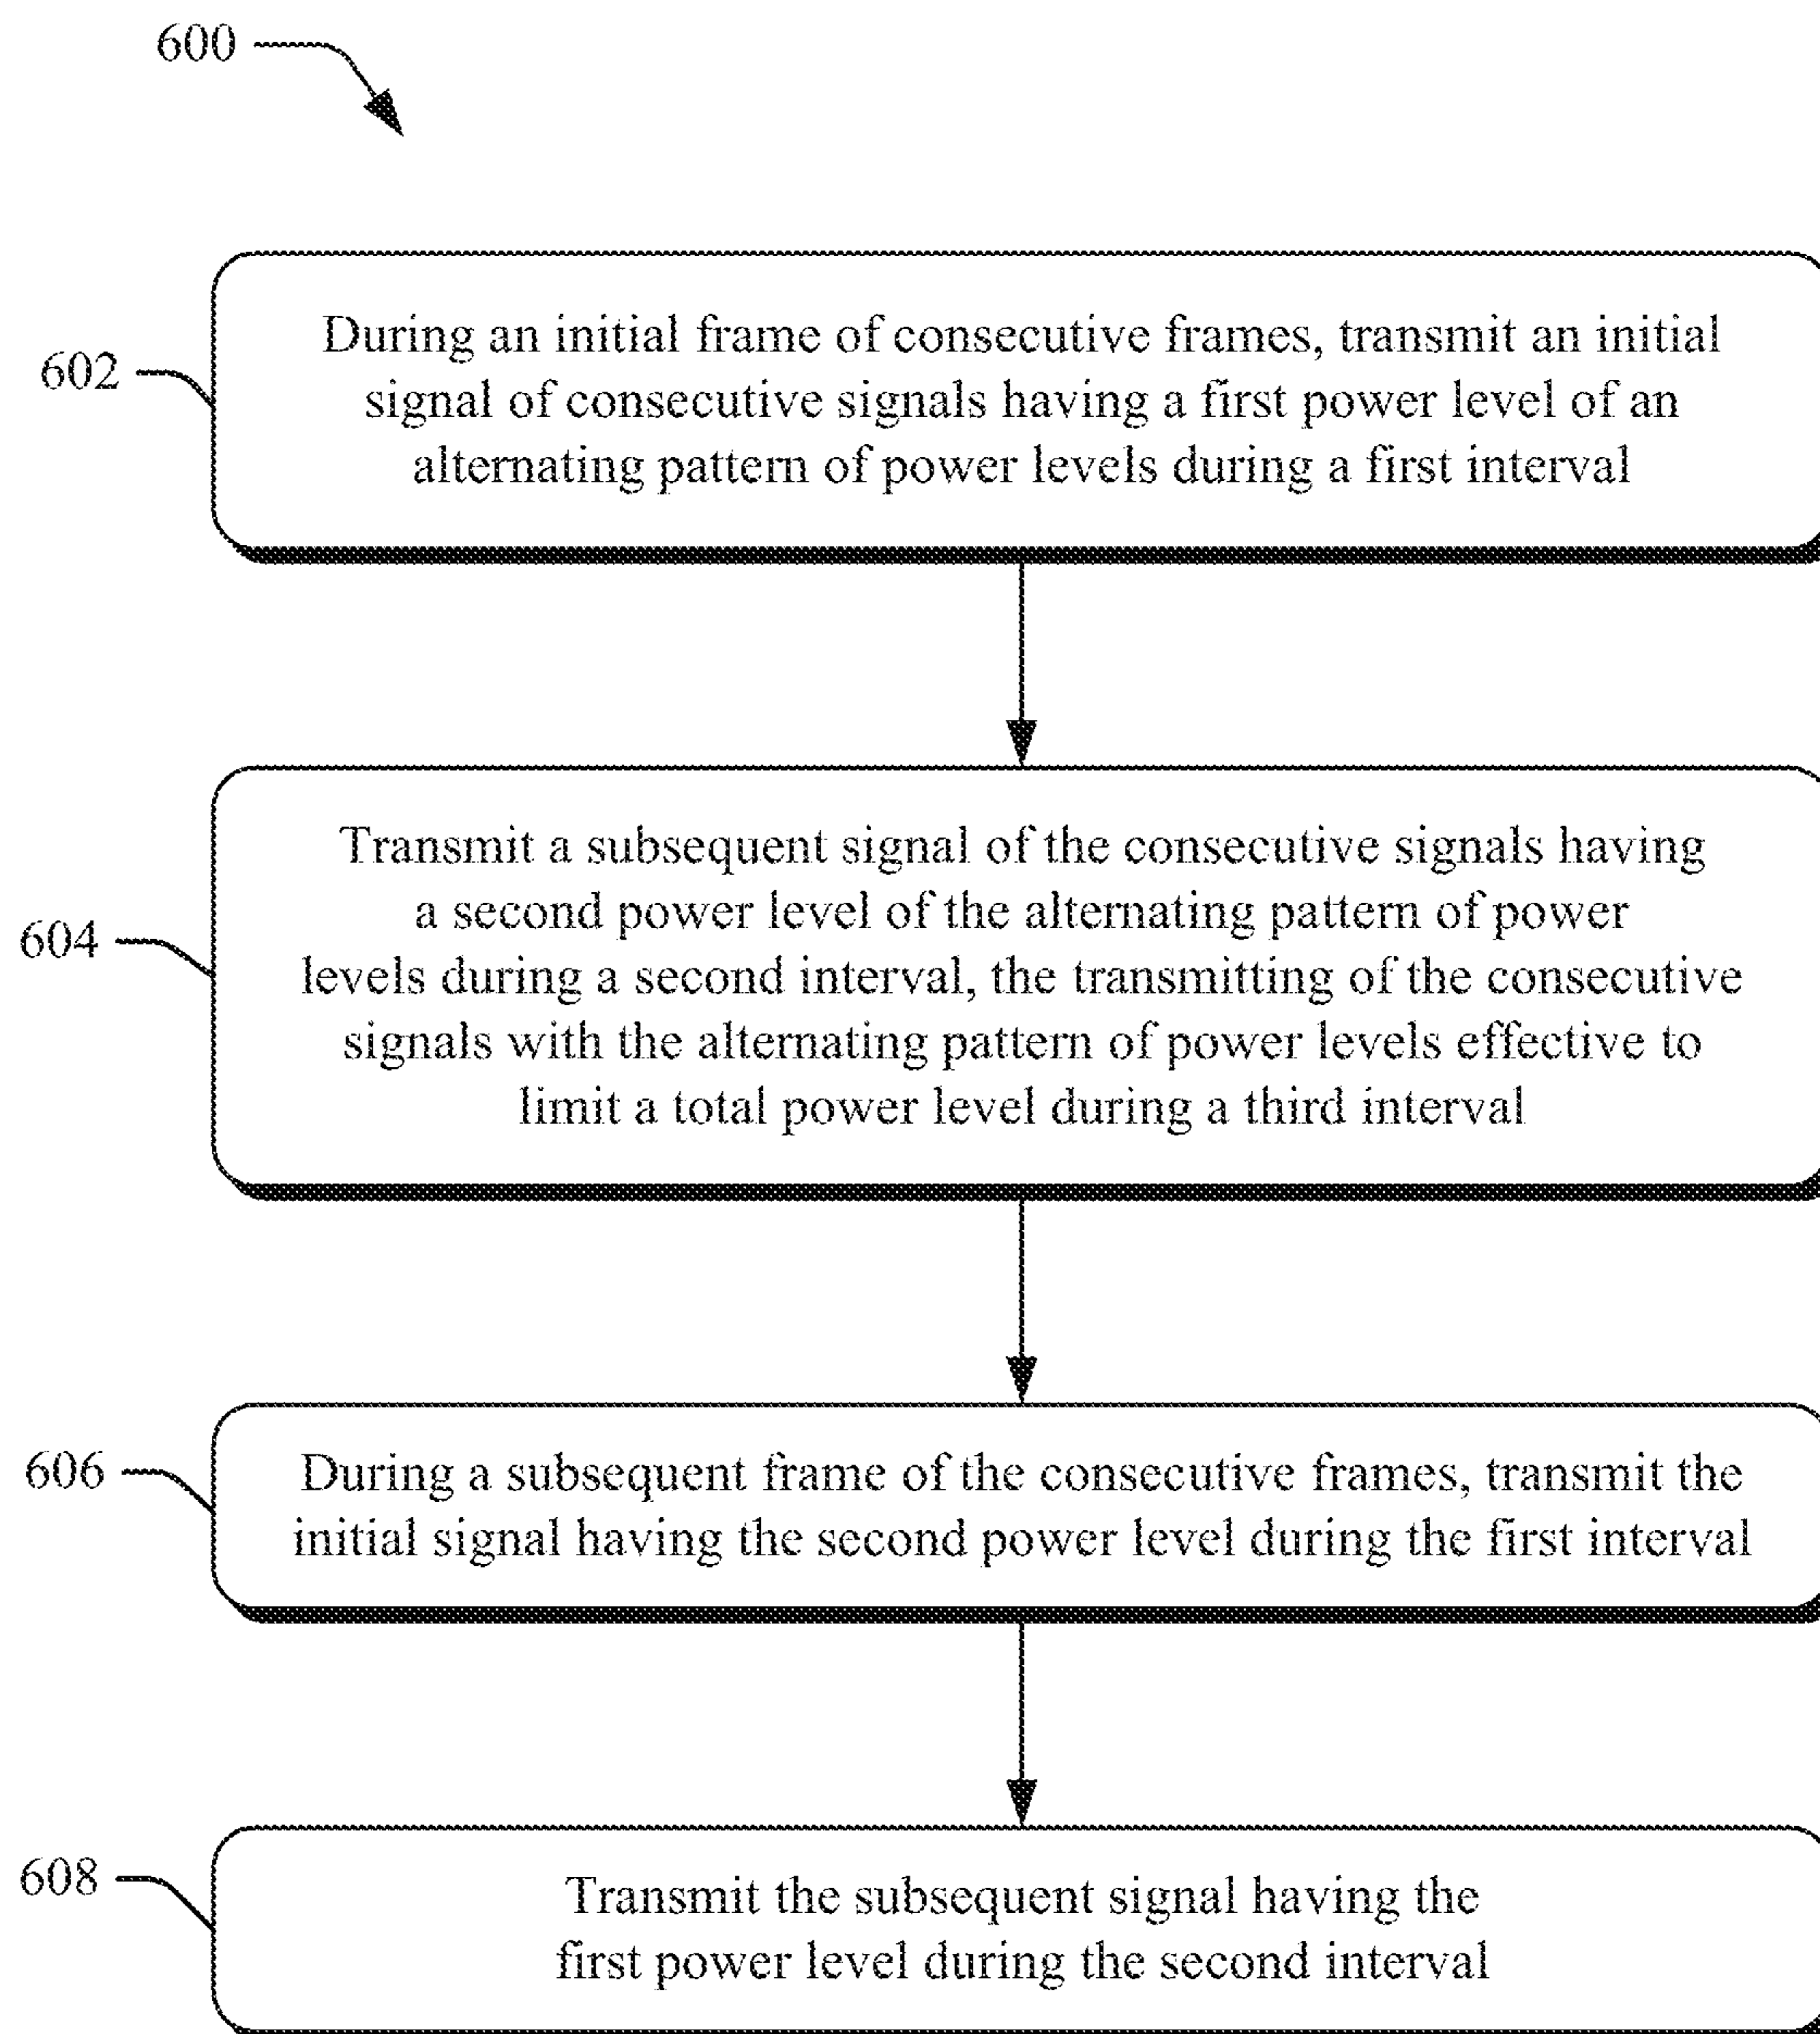 600
602
During an initial frame of consecutive frames, transmit an initial
signal of consecutive signals having a first power level of an
alternating pattern of power levels during a first interval
604
Transmit a subsequent signal of the consecutive signals having
a second power level of the alternating pattern of power
levels during a second interval, the transmitting of the consecutive
signals with the alternating pattern of power levels effective to
limit a total power level during a third interval
606
During a subsequent frame of the consecutive frames, transmit the
initial signal having the second power level during the first interval
608
Transmit the subsequent signal having the
first power level during the second interval